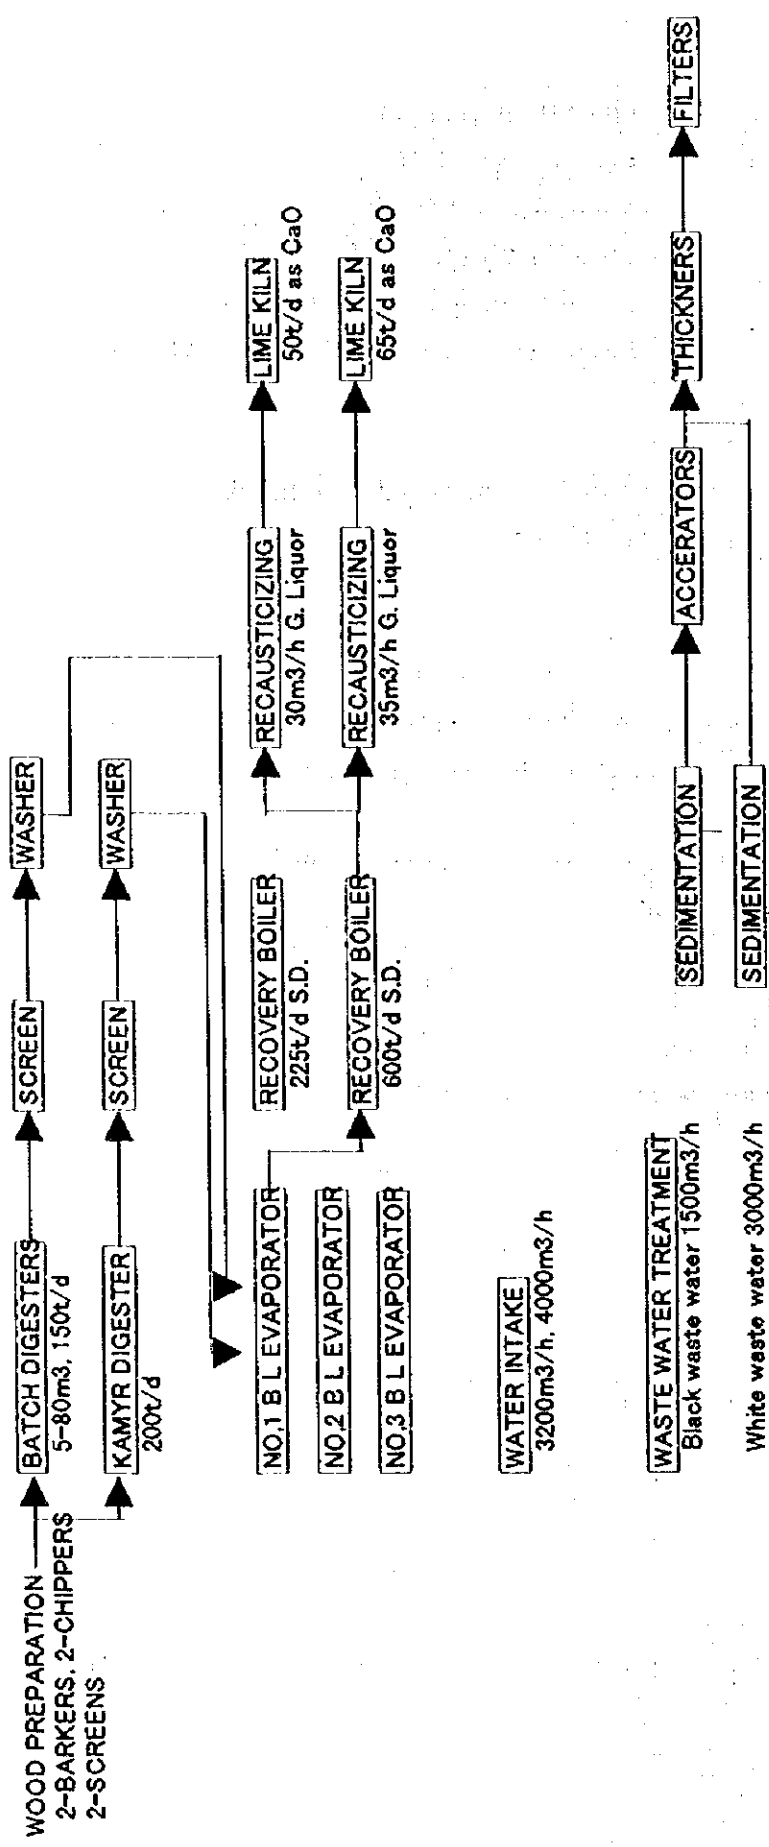 WOOD PREPARATION
2-BARKERS, 2-CHIPPERS
2-SCREENS
BATCH DIGESTERS
5-80m3, 150t/d
SCREEN
WASHER
KAMYR DIGESTER
200t/d
SCREEN
WASHER
NO,1 B L EVAPORATOR
NO,2 B L EVAPORATOR
NO,3 B L EVAPORATOR
RECOVERY BOILER
225t/d S.D.
RECOVERY BOILER
600t/d S.D.
RECAUSTICIZING
30m3/h G. Liquor
RECAUSTICIZING
35m3/h G. Liquor
LIME KILN
50t/d as CaO
LIME KILN
65t/d as CaO
WATER INTAKE
3200m3/h, 4000m3/h
WASTE WATER TREATMENT
Black waste water 1500m3/h
White waste water 3000m3/h
SEDIMENTATION
ACCERATORS
THICKNERS
FILTERS
SEDIMENTATION